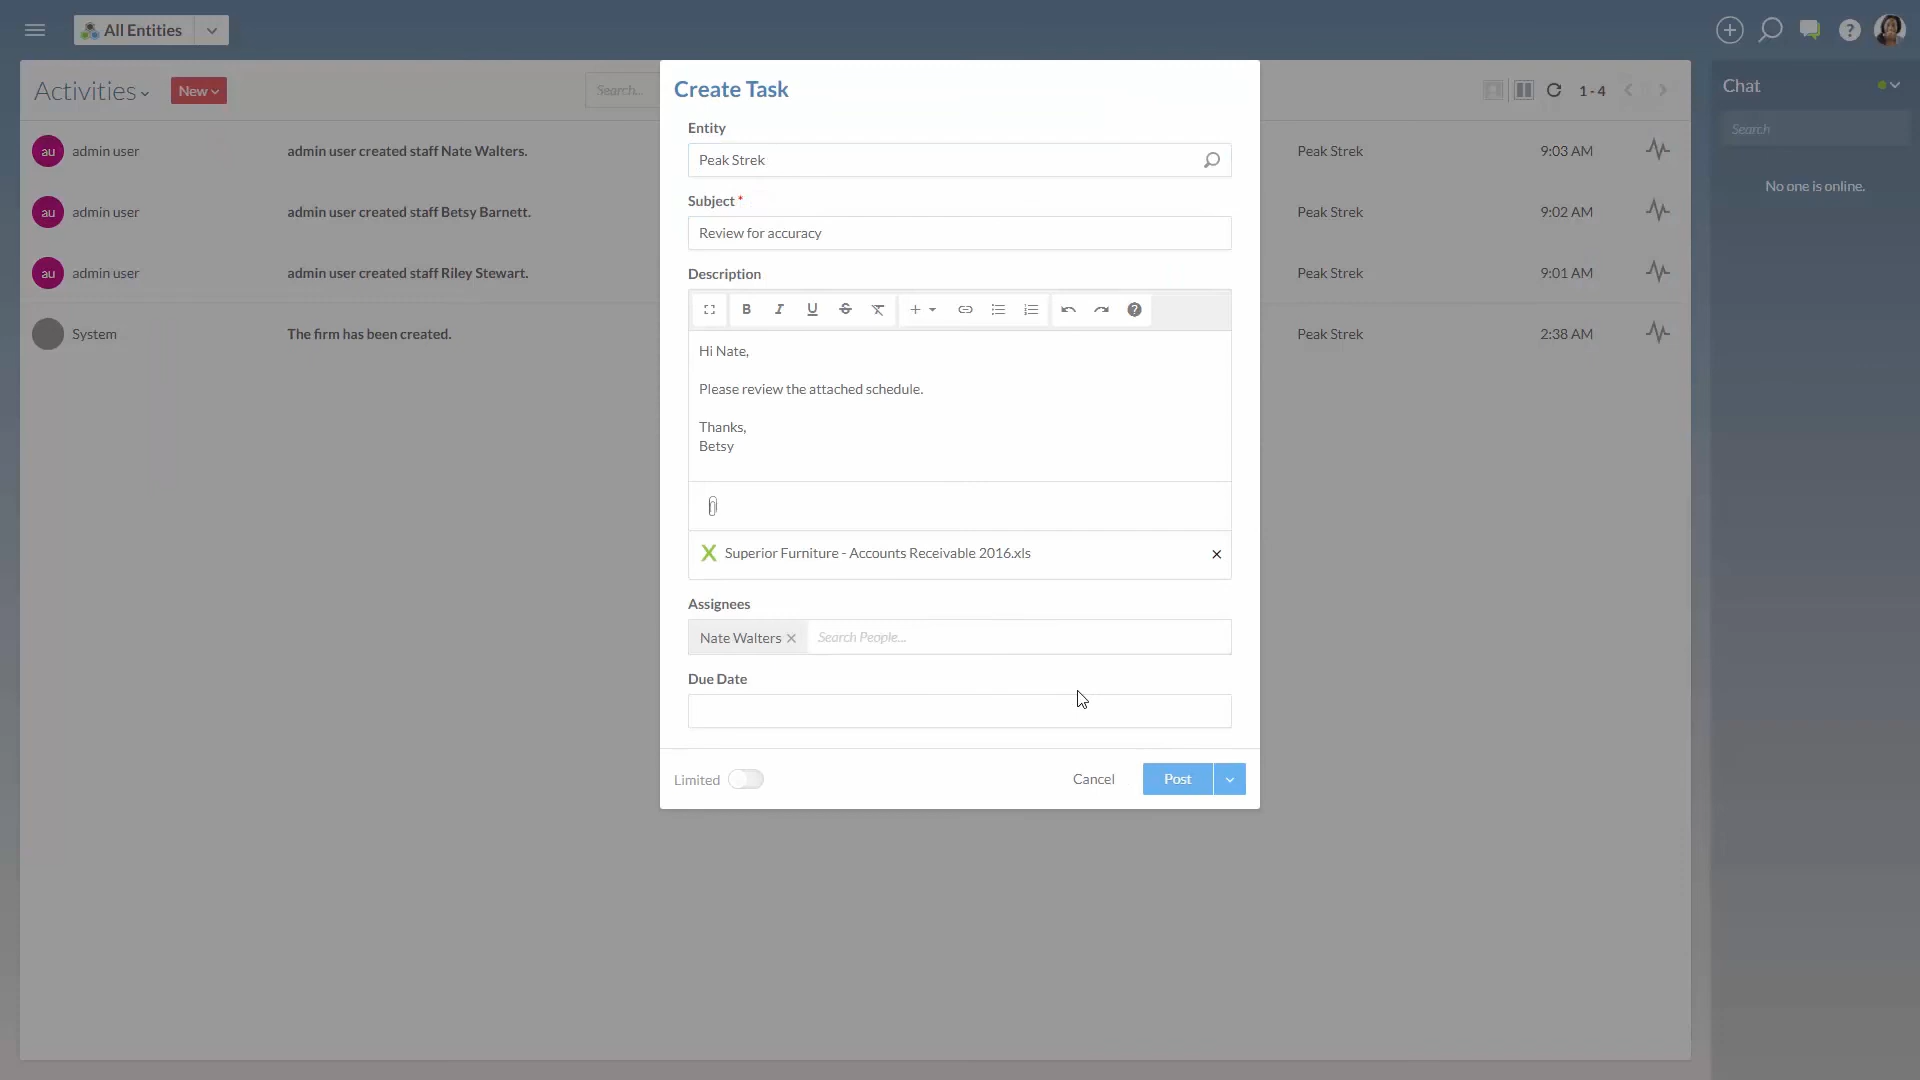 All Entities
Activities
New
Search...
1 - 4
au admin user admin user created staff Nate Walters. Peak Strek 9:03 AM
au admin user admin user created staff Betsy Barnett. Peak Strek 9:02 AM
au admin user admin user created staff Riley Stewart. Peak Strek 9:01 AM
System The firm has been created. Peak Strek 2:38 AM
Create Task
Entity
Peak Strek
Subject *
Review for accuracy
Description
B I U S
Hi Nate,
Please review the attached schedule.
Thanks,
Betsy
Superior Furniture - Accounts Receivable 2016.xls
Assignees
Nate Walters Search People...
Due Date
Limited
Cancel
Post
Chat
Search
No one is online.